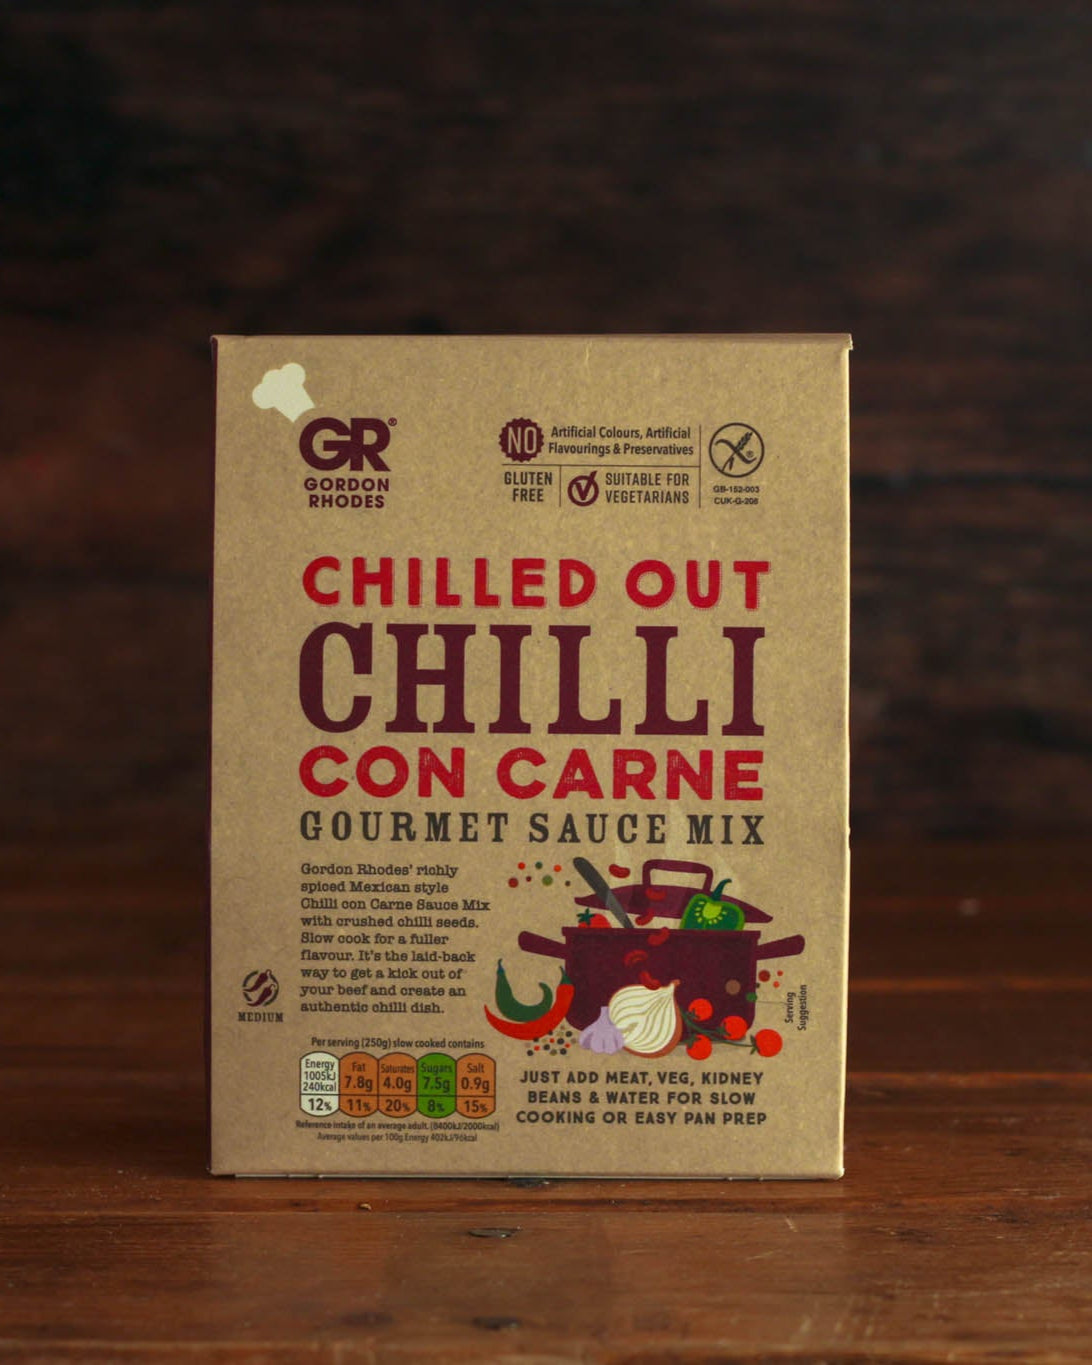 GR®
GORDON
RHODES
NO
Artificial Colours, Artificial
Flavourings & Preservatives
GLUTEN
FREE
SUITABLE FOR
VEGETARIANS
GB-152-003
CUK-G-208
CHILLED OUT
CHILLI
CON CARNE
GOURMET SAUCE MIX
Gordon Rhodes' richly
spiced Mexican style
Chilli con Carne Sauce Mix
with crushed chilli seeds.
Slow cook for a fuller
flavour. It's the laid-back
way to get a kick out of
your beef and create an
authentic chilli dish.
MEDIUM
Serving
Suggestion
Per serving (250g) slow cooked contains
Energy
1005kJ
240kcal
12%
Fat
7.8g
11%
Saturates
4.0g
20%
Sugars
7.5g
8%
Salt
0.9g
15%
Reference intake of an average adult. (8400kJ/2000kcal)
Average values per 100g Energy 402kJ/96kcal
JUST ADD MEAT, VEG, KIDNEY
BEANS & WATER FOR SLOW
COOKING OR EASY PAN PREP